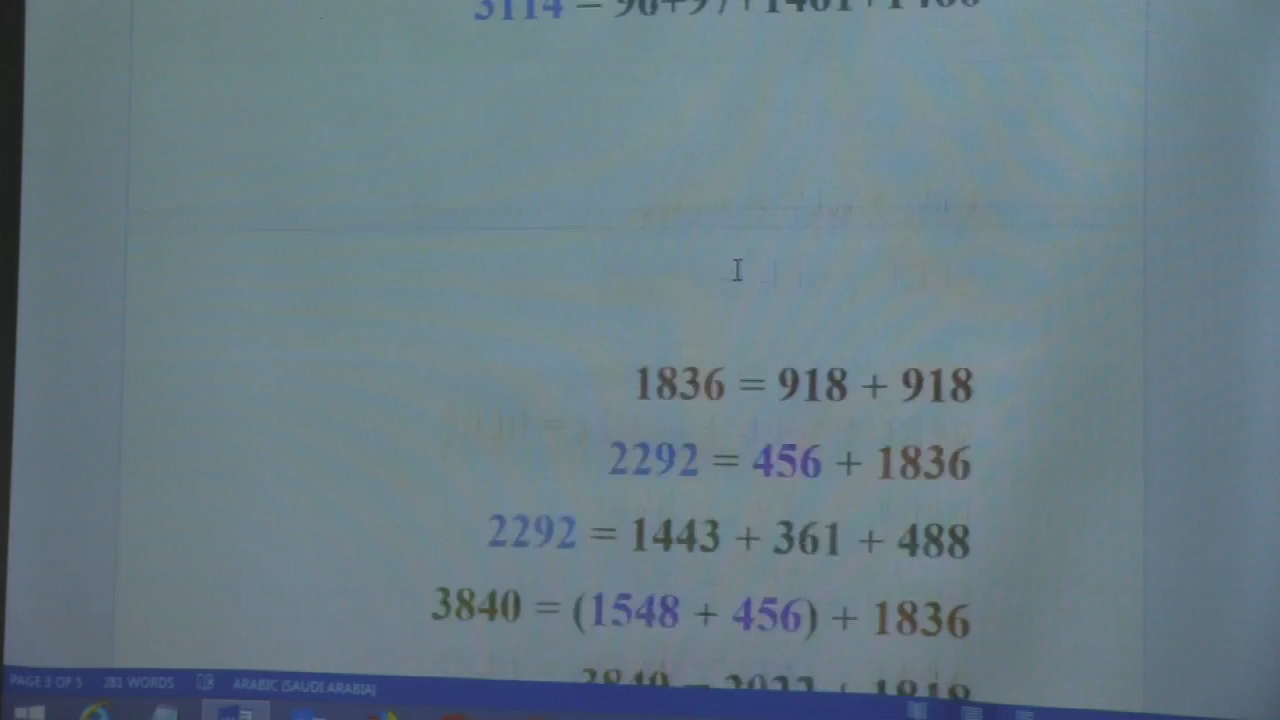 1836 = 918 + 918
2292 = 456 + 1836
2292 = 1443 + 361 + 488
3840 = (1548 + 456) + 1836
PAGE 3 OF 5 281 WORDS ARABIC (SAUDI ARABIA)